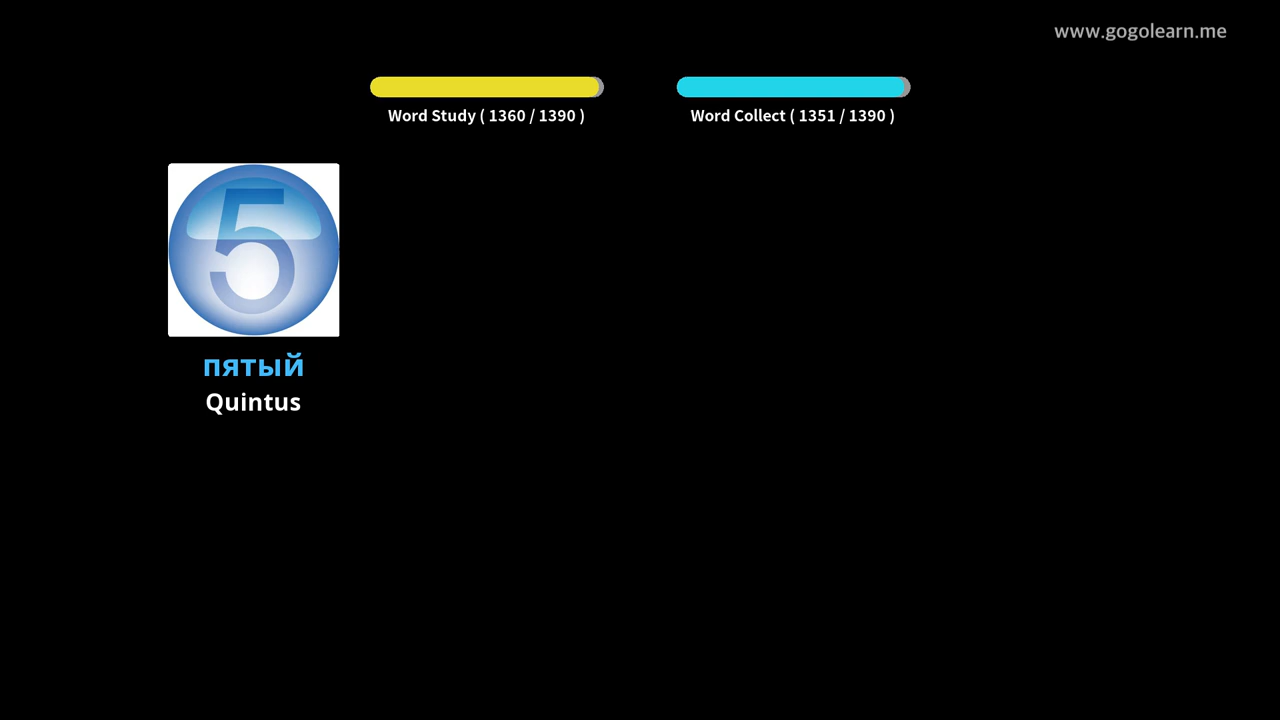 www.gogolearn.me
Word Study ( 1360 / 1390 )
Word Collect ( 1351 / 1390 )
5
пятый
Quintus